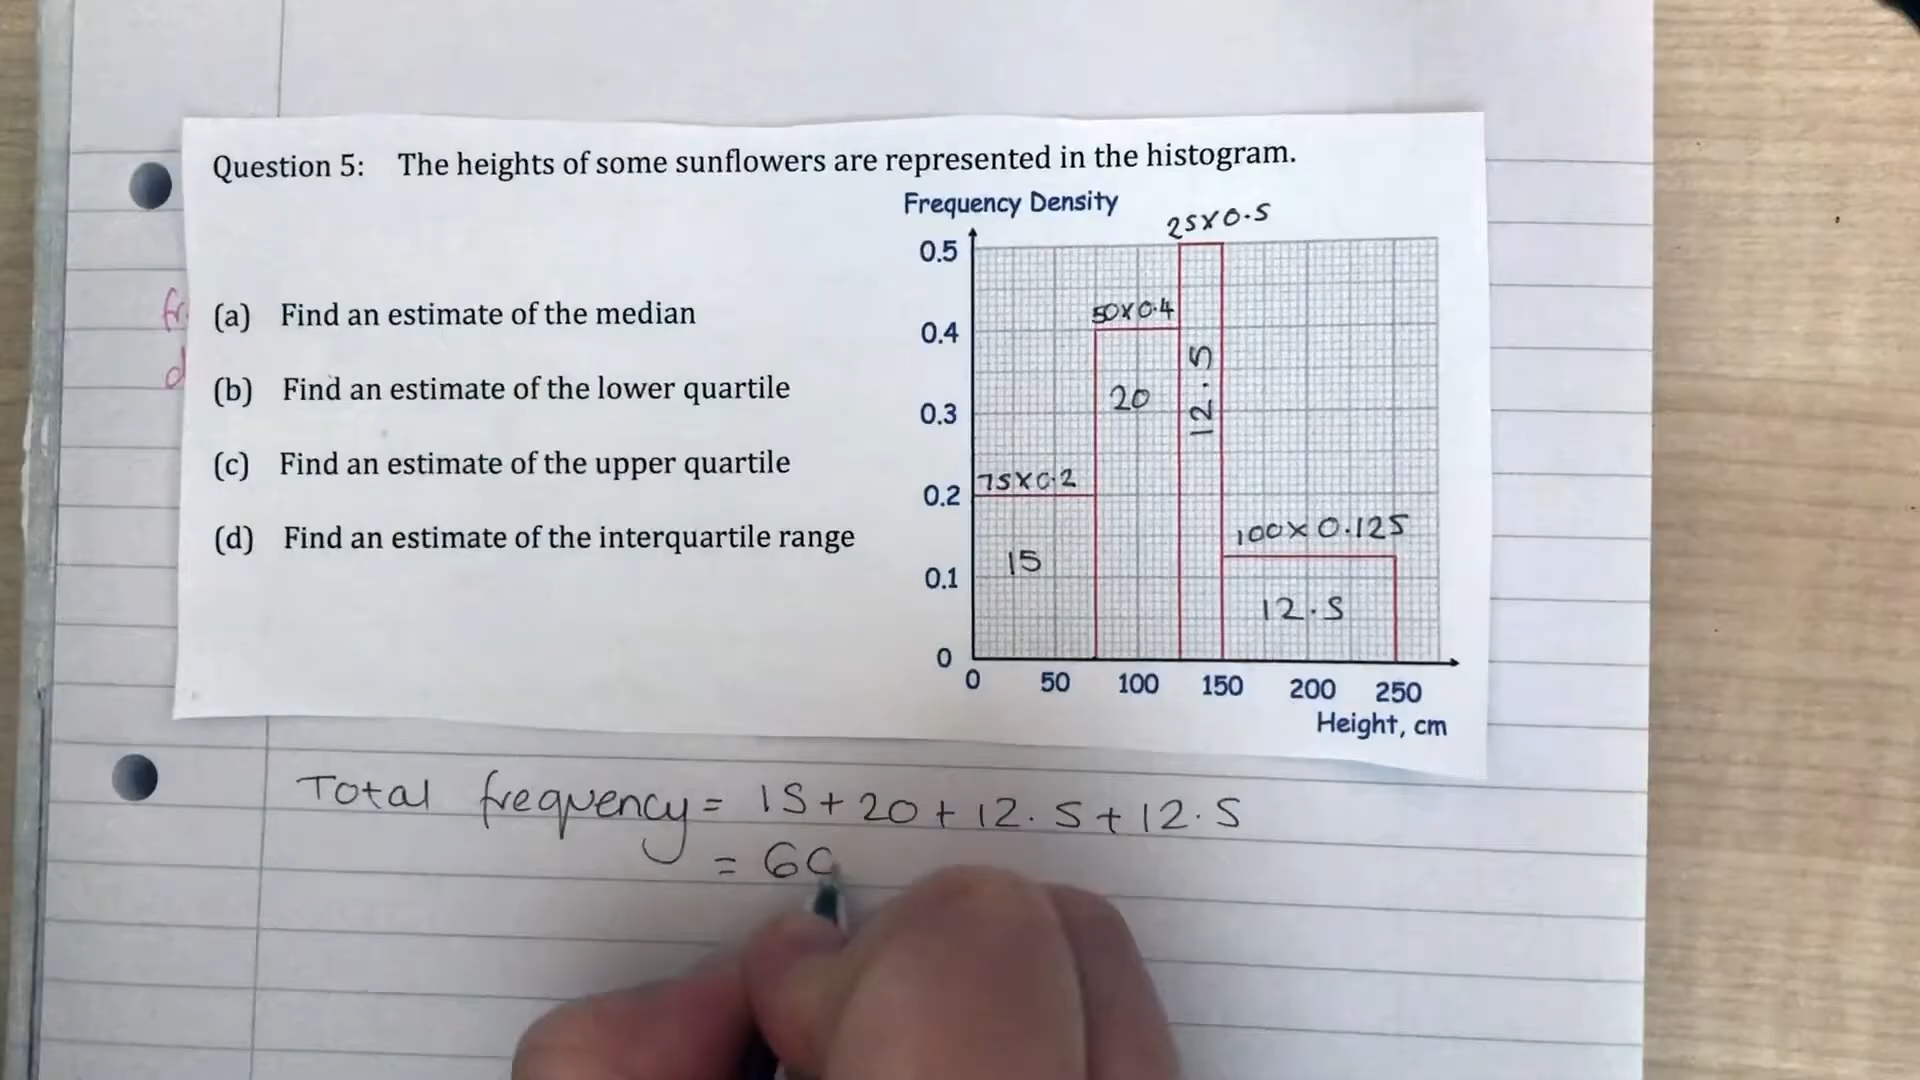 Question 5: The heights of some sunflowers are represented in the histogram.
Frequency Density
25×0.5
0.5
(a) Find an estimate of the median
50×0.4
0.4
12.5
(b) Find an estimate of the lower quartile
20
0.3
(c) Find an estimate of the upper quartile
75×0.2
0.2
(d) Find an estimate of the interquartile range
100×0.125
15
0.1
12.5
0
0 50 100 150 200 250
Height, cm
Total frequency = 15+20+12.5+12.5
= 60